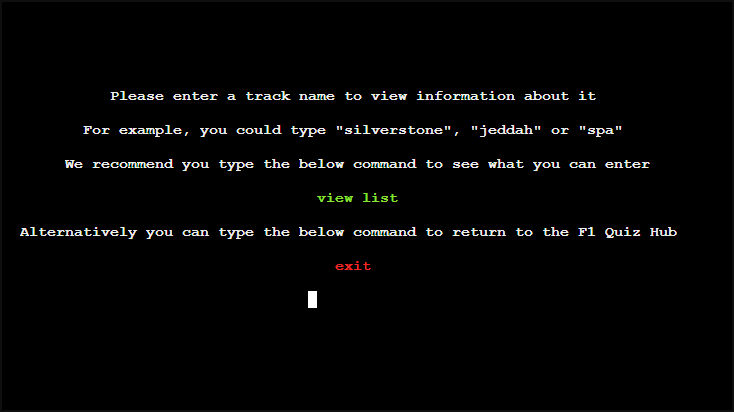 Please enter a track name to view information about it
For example, you could type "silverstone", "jeddah" or "spa"
We recommend you type the below command to see what you can enter
view list
Alternatively you can type the below command to return to the F1 Quiz Hub
exit